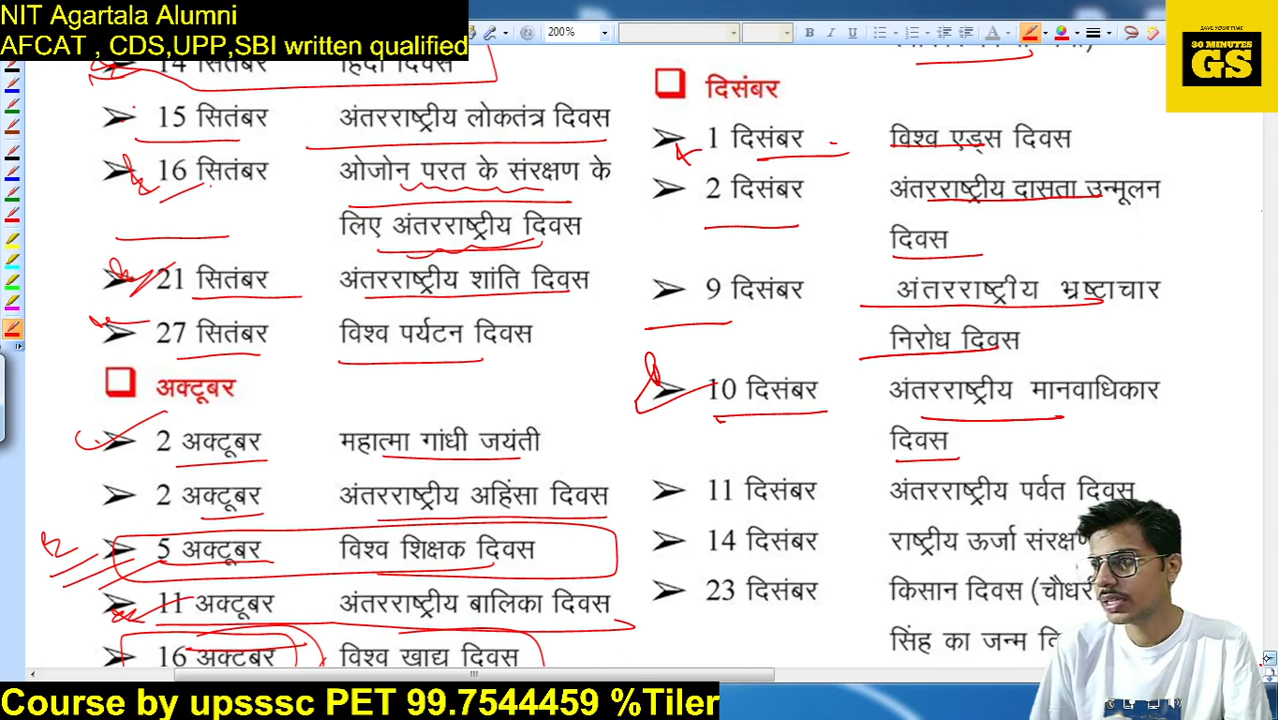 NIT Agartala Alumni
AFCAT , CDS,UPP,SBI written qualified
200%
B I U
A
SAVE YOUR TIME
30 MINUTES
GS
14 सितंबर हिंदी दिवस
15 सितंबर अंतरराष्ट्रीय लोकतंत्र दिवस
16 सितंबर ओजोन परत के संरक्षण के
लिए अंतरराष्ट्रीय दिवस
21 सितंबर अंतरराष्ट्रीय शांति दिवस
27 सितंबर विश्व पर्यटन दिवस
अक्टूबर
2 अक्टूबर महात्मा गांधी जयंती
2 अक्टूबर अंतरराष्ट्रीय अहिंसा दिवस
5 अक्टूबर विश्व शिक्षक दिवस
11 अक्टूबर अंतरराष्ट्रीय बालिका दिवस
16 अक्टूबर विश्व खाद्य दिवस
दिसंबर
1 दिसंबर विश्व एड्स दिवस
2 दिसंबर अंतरराष्ट्रीय दासता उन्मूलन
दिवस
9 दिसंबर अंतरराष्ट्रीय भ्रष्टाचार
निरोध दिवस
10 दिसंबर अंतरराष्ट्रीय मानवाधिकार
दिवस
11 दिसंबर अंतरराष्ट्रीय पर्वत दिवस
14 दिसंबर राष्ट्रीय ऊर्जा
23 दिसंबर किसान दिवस
सिंह का जन्म
Course by upsssc PET 99.7544459 %Tiler